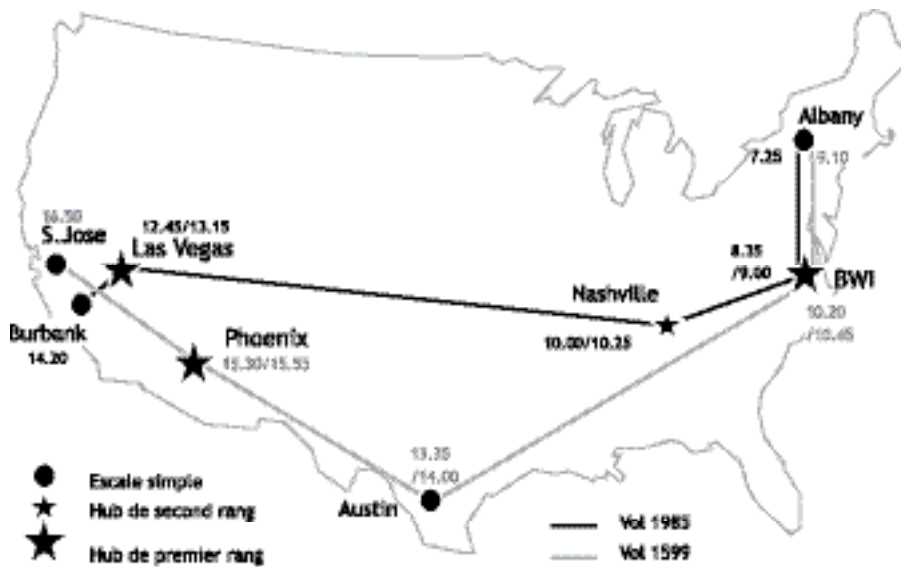 Albany
7.25
9.10
16.50
S. Jose
12.45/13.15
Las Vegas
8.35
/9.00
BWI
Nashville
10.20
/10.45
Burbank
14.20
Phoenix
15.30/15.55
10.00/10.25
13.35
/14.00
Austin
Escale simple
Hub de second rang
Hub de premier rang
Vol 1985
Vol 1599